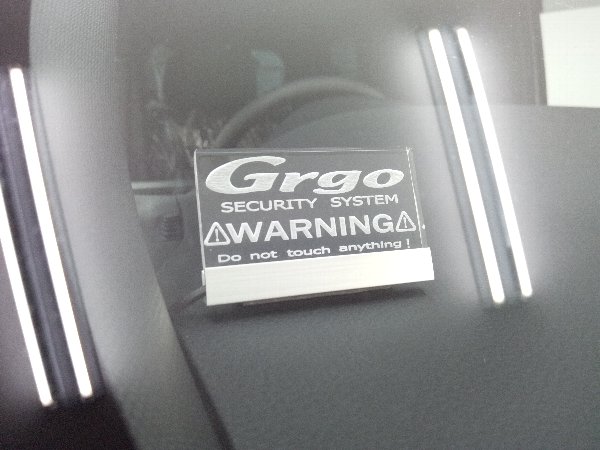 Grgo
SECURITY SYSTEM
⚠WARNING⚠
Do not touch anything!